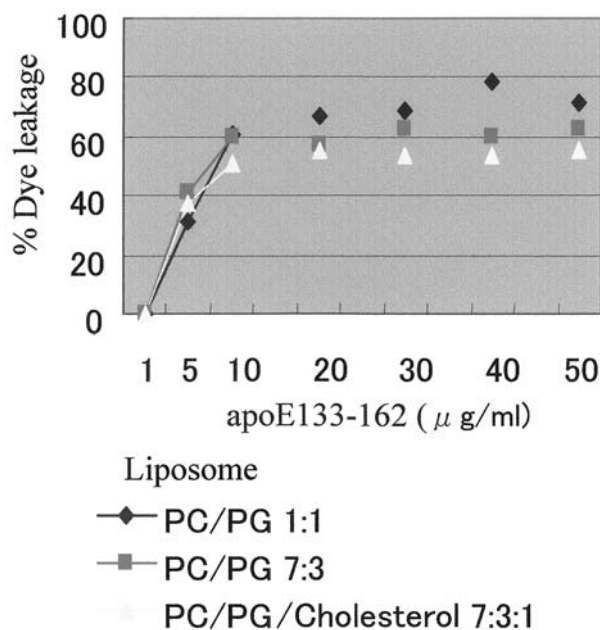 100
80
60
40
20
0
% Dye leakage
1 5 10 20 30 40 50
apoE133-162 ( μ g/ml)
Liposome
PC/PG 1:1
PC/PG 7:3
PC/PG/Cholesterol 7:3:1